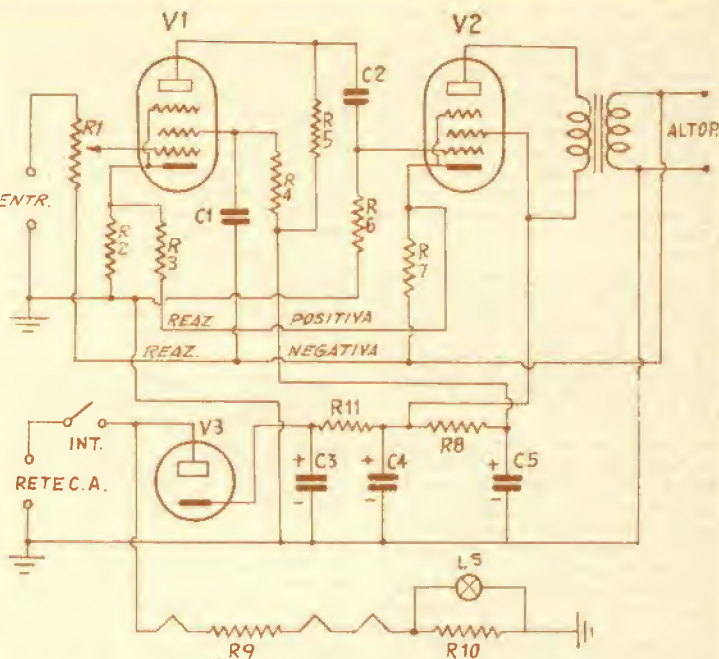 V1
V2
C2
R1
R5
ALTOP.
ENTR.
R4
C1
R6
R2
R3
R7
REAZ. POSITIVA
REAZ. NEGATIVA
INT.
V3
R11
R8
+ C3
+ C4
+ C5
-
-
-
RETE C.A.
LS
R9
R10